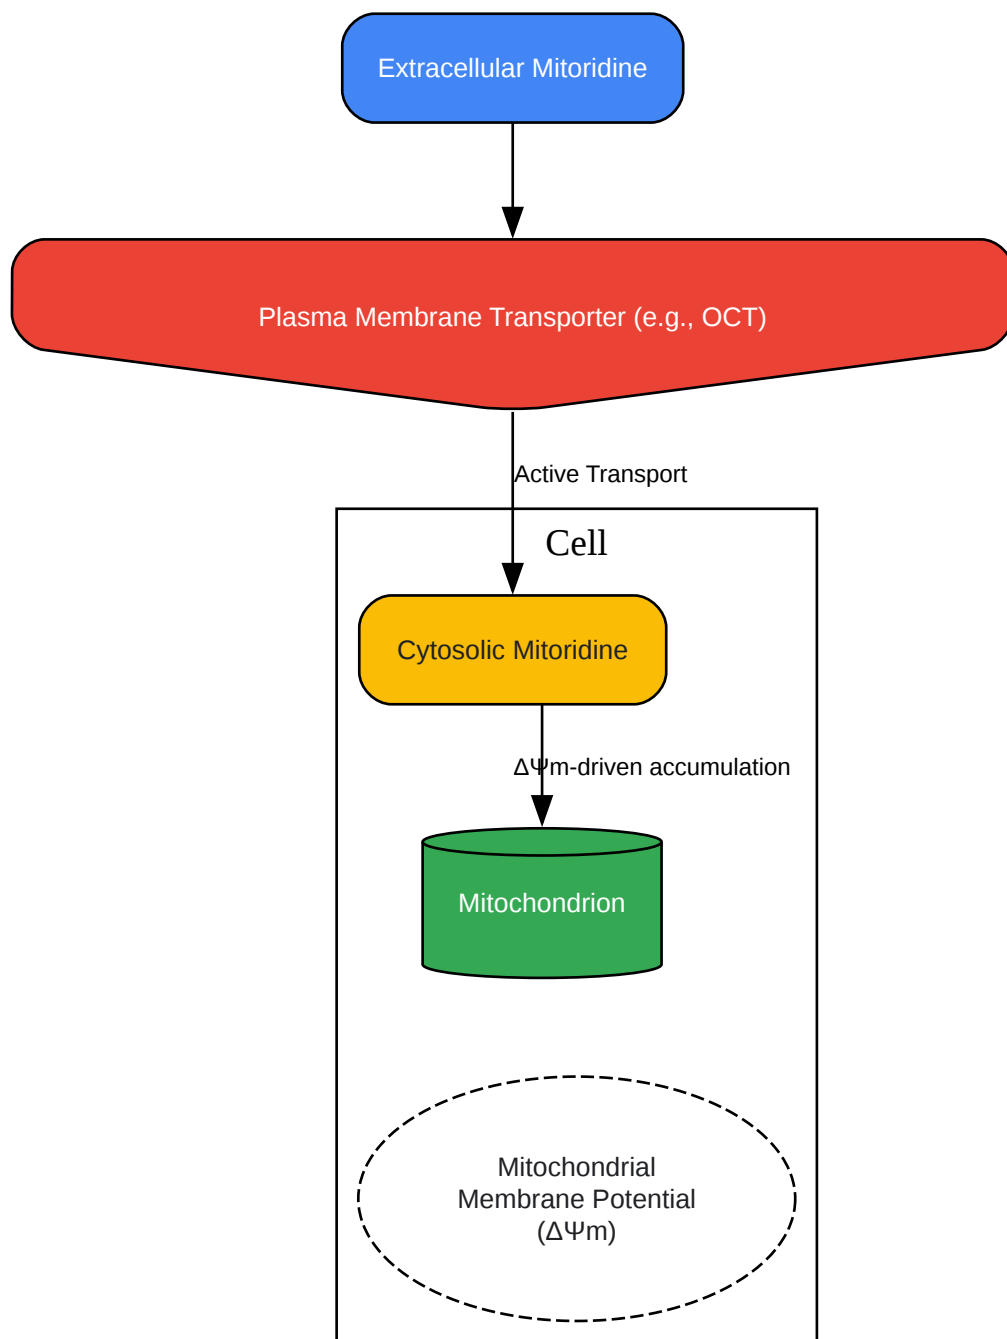 Extracellular Mitoridine
Plasma Membrane Transporter (e.g., OCT)
Active Transport
Cell
Cytosolic Mitoridine
ΔΨm-driven accumulation
Mitochondrion
Mitochondrial
Membrane Potential
(ΔΨm)